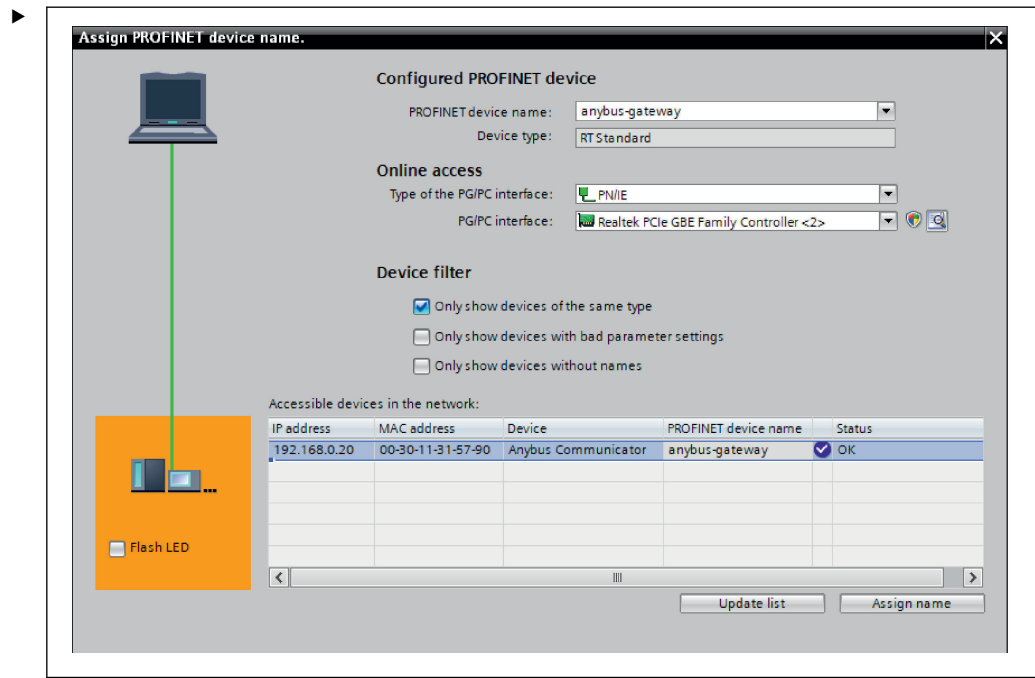 Assign PROFINET device name.
Configured PROFINET device
PROFINET device name: anybus-gateway
Device type: RT Standard
Online access
Type of the PG/PC interface: PN/IE
PG/PC interface: Realtek PCIe GBE Family Controller <2>
Device filter
Only show devices of the same type
Only show devices with bad parameter settings
Only show devices without names
Accessible devices in the network:
IP address MAC address Device PROFINET device name Status
192.168.0.20 00-30-11-31-57-90 Anybus Communicator anybus-gateway OK
Flash LED
Update list Assign name